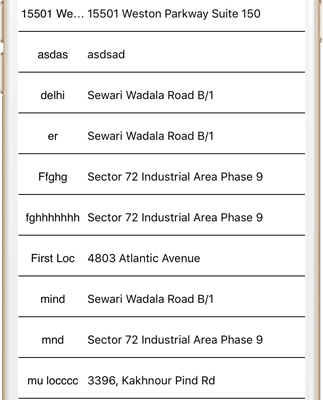 15501 We... 15501 Weston Parkway Suite 150
asdas asdsad
delhi Sewari Wadala Road B/1
er Sewari Wadala Road B/1
Ffghg Sector 72 Industrial Area Phase 9
fghhhhhhh Sector 72 Industrial Area Phase 9
First Loc 4803 Atlantic Avenue
mind Sewari Wadala Road B/1
mnd Sector 72 Industrial Area Phase 9
mu locccc 3396, Kakhnour Pind Rd